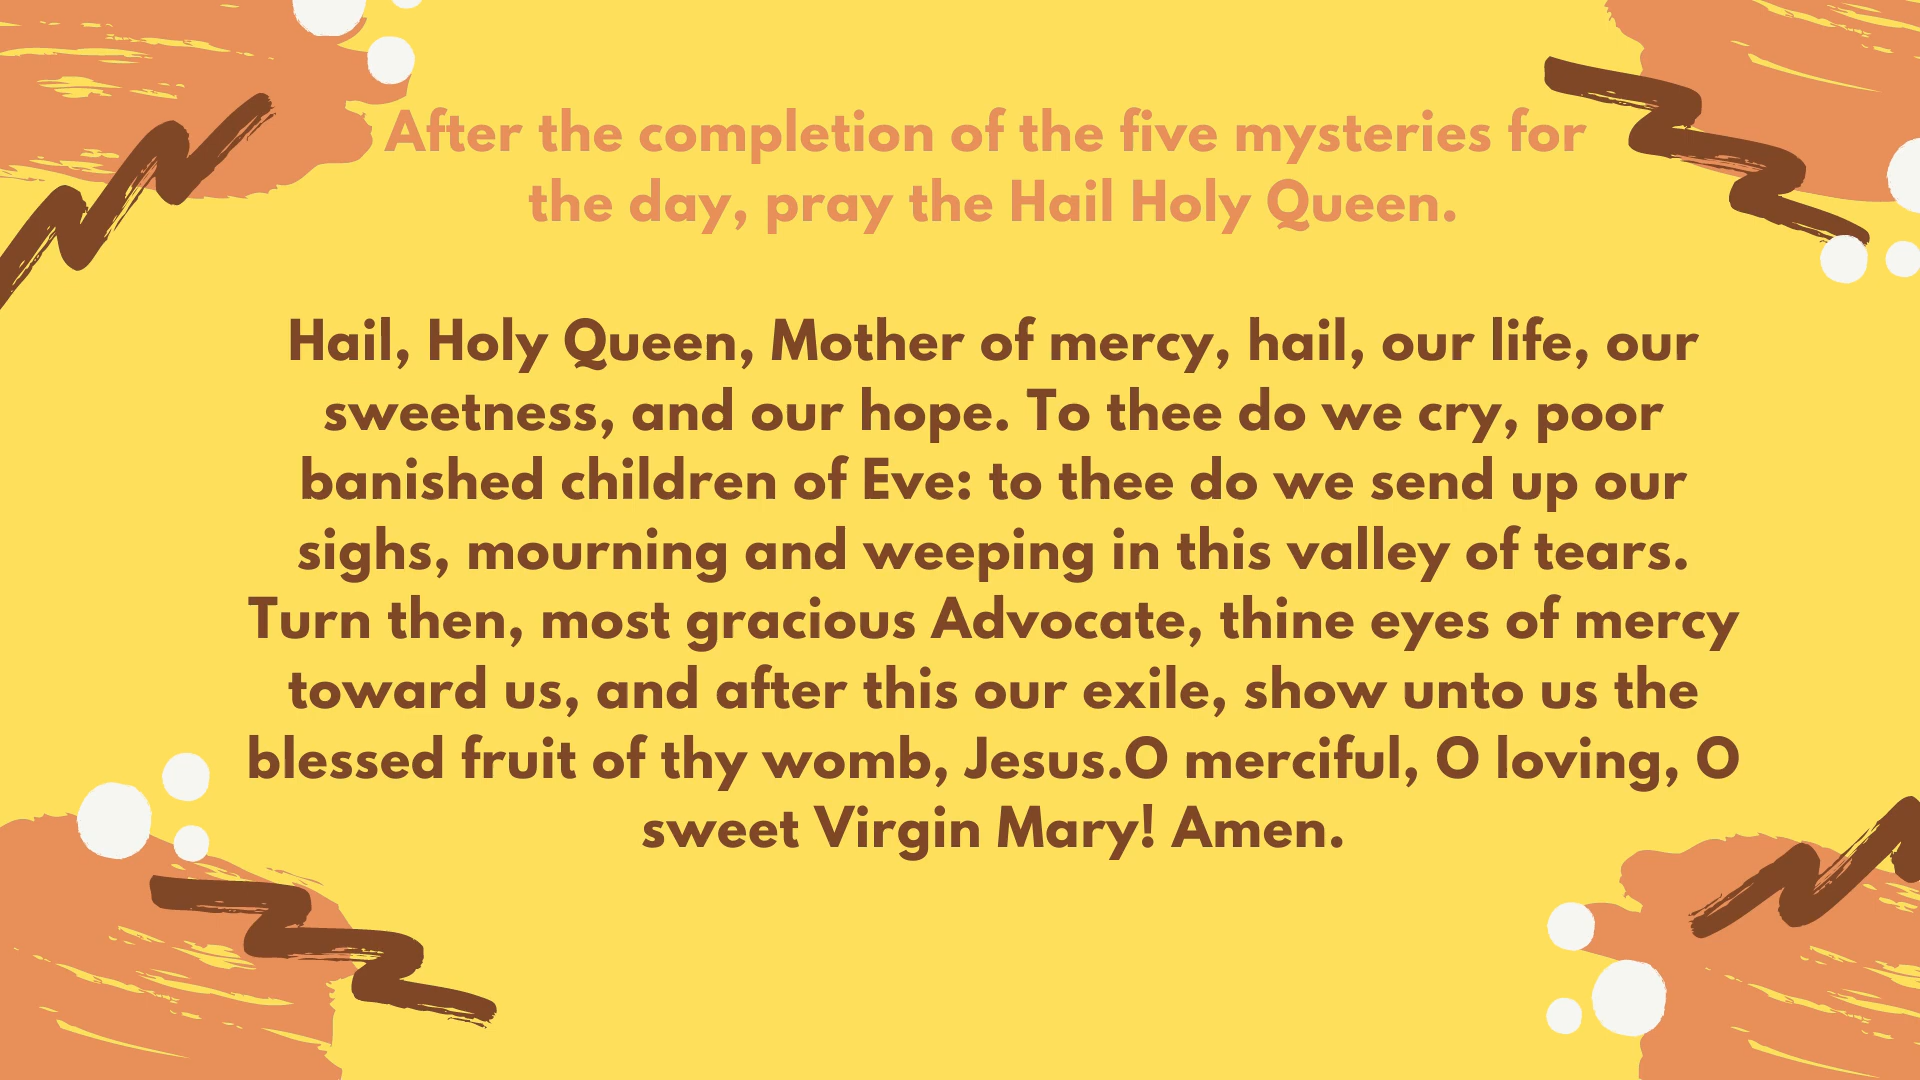 After the completion of the five mysteries for
the day, pray the Hail Holy Queen.
Hail, Holy Queen, Mother of mercy, hail, our life, our
sweetness, and our hope. To thee do we cry, poor
banished children of Eve: to thee do we send up our
sighs, mourning and weeping in this valley of tears.
Turn then, most gracious Advocate, thine eyes of mercy
toward us, and after this our exile, show unto us the
blessed fruit of thy womb, Jesus.O merciful, O loving, O
sweet Virgin Mary! Amen.